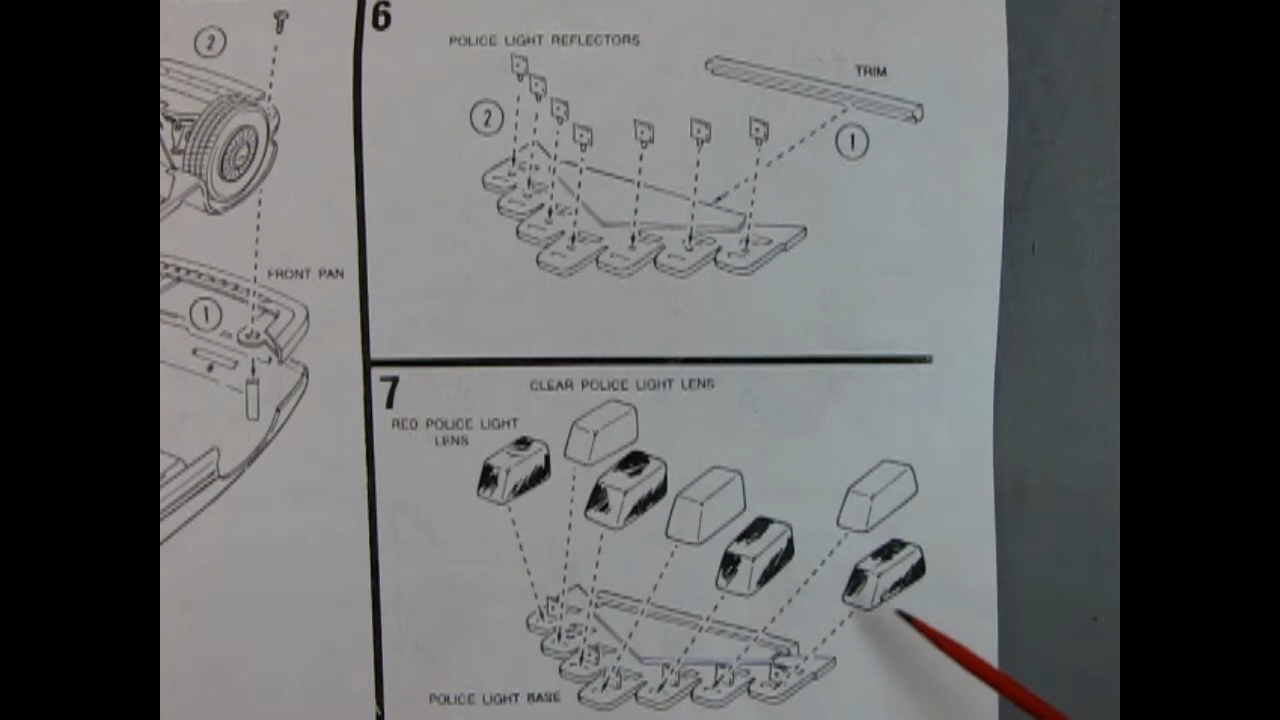 2
FRONT PAN
1
6
POLICE LIGHT REFLECTORS
TRIM
2
1
7
CLEAR POLICE LIGHT LENS
RED POLICE LIGHT
LENS
POLICE LIGHT BASE